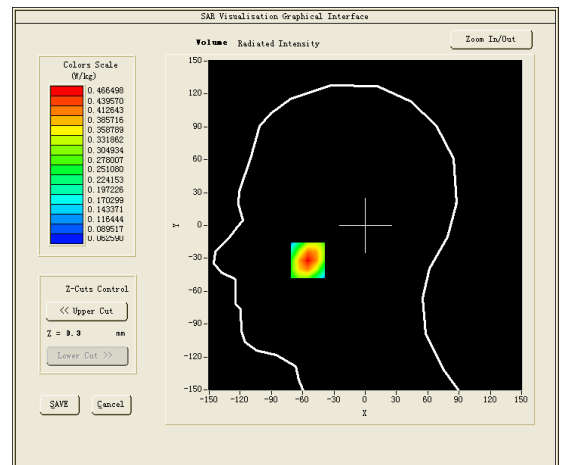 SAR Visualisation Graphical Interface
Volume Radiated Intensity
Zoom In/Out
Colors Scale
(W/kg)
0.466498
0.439570
0.412643
0.385716
0.358789
0.331862
0.304934
0.278007
0.251080
0.224153
0.197226
0.170299
0.143371
0.116444
0.089517
0.062590
Z-Cuts Control
<< Upper Cut
Z = 0.3 mm
Lower Cut >>
SAVE Cancel
150
120
90
60
30
0
-30
-60
-90
-120
-150
Y
-150 -120 -90 -60 -30 0 30 60 90 120 150
X